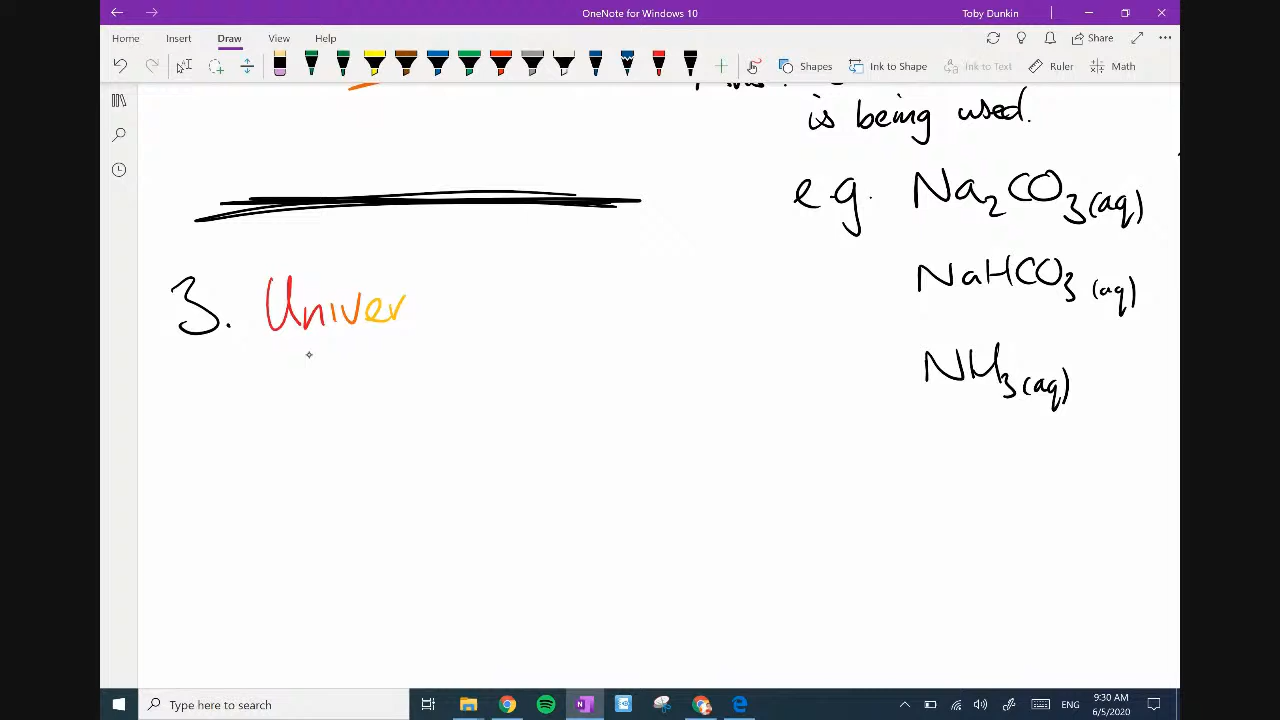 OneNote for Windows 10
Toby Dunkin
Home Insert Draw View Help
Share
Shapes Ink to Shape Ink to Text Ruler Math
is being used.
e.g. Na2CO3(aq)
NaHCO3 (aq)
NH3(aq)
3. Univer
Type here to search
ENG
9:30 AM
6/5/2020